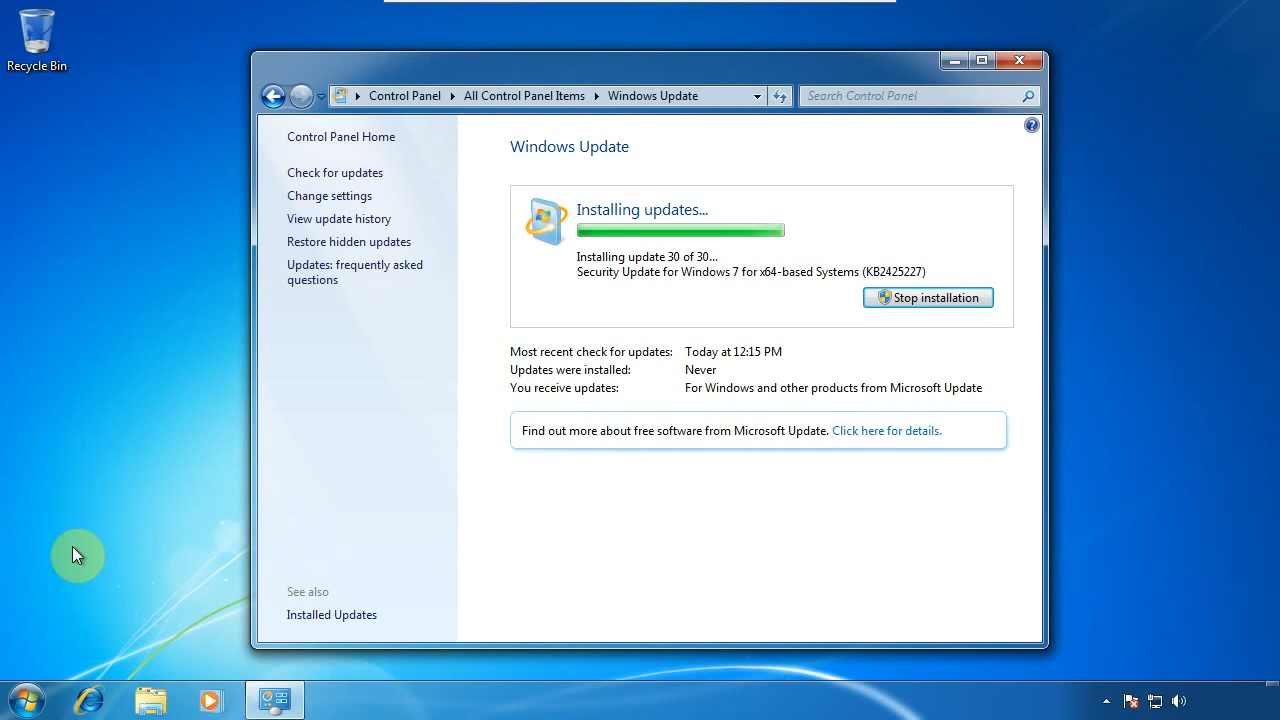 Recycle Bin
Control Panel
All Control Panel Items
Windows Update
Search Control Panel
Control Panel Home
Check for updates
Change settings
View update history
Restore hidden updates
Updates: frequently asked
questions
See also
Installed Updates
Windows Update
Installing updates...
Installing update 30 of 30...
Security Update for Windows 7 for x64-based Systems (KB2425227)
Stop installation
Most recent check for updates: Today at 12:15 PM
Updates were installed: Never
You receive updates: For Windows and other products from Microsoft Update
Find out more about free software from Microsoft Update. Click here for details.